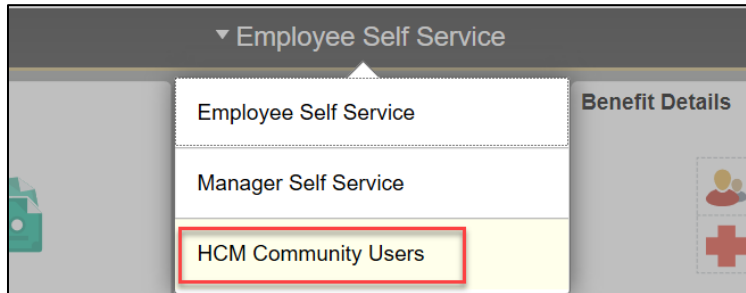 Employee Self Service
Employee Self Service
Benefit Details
Manager Self Service
HCM Community Users